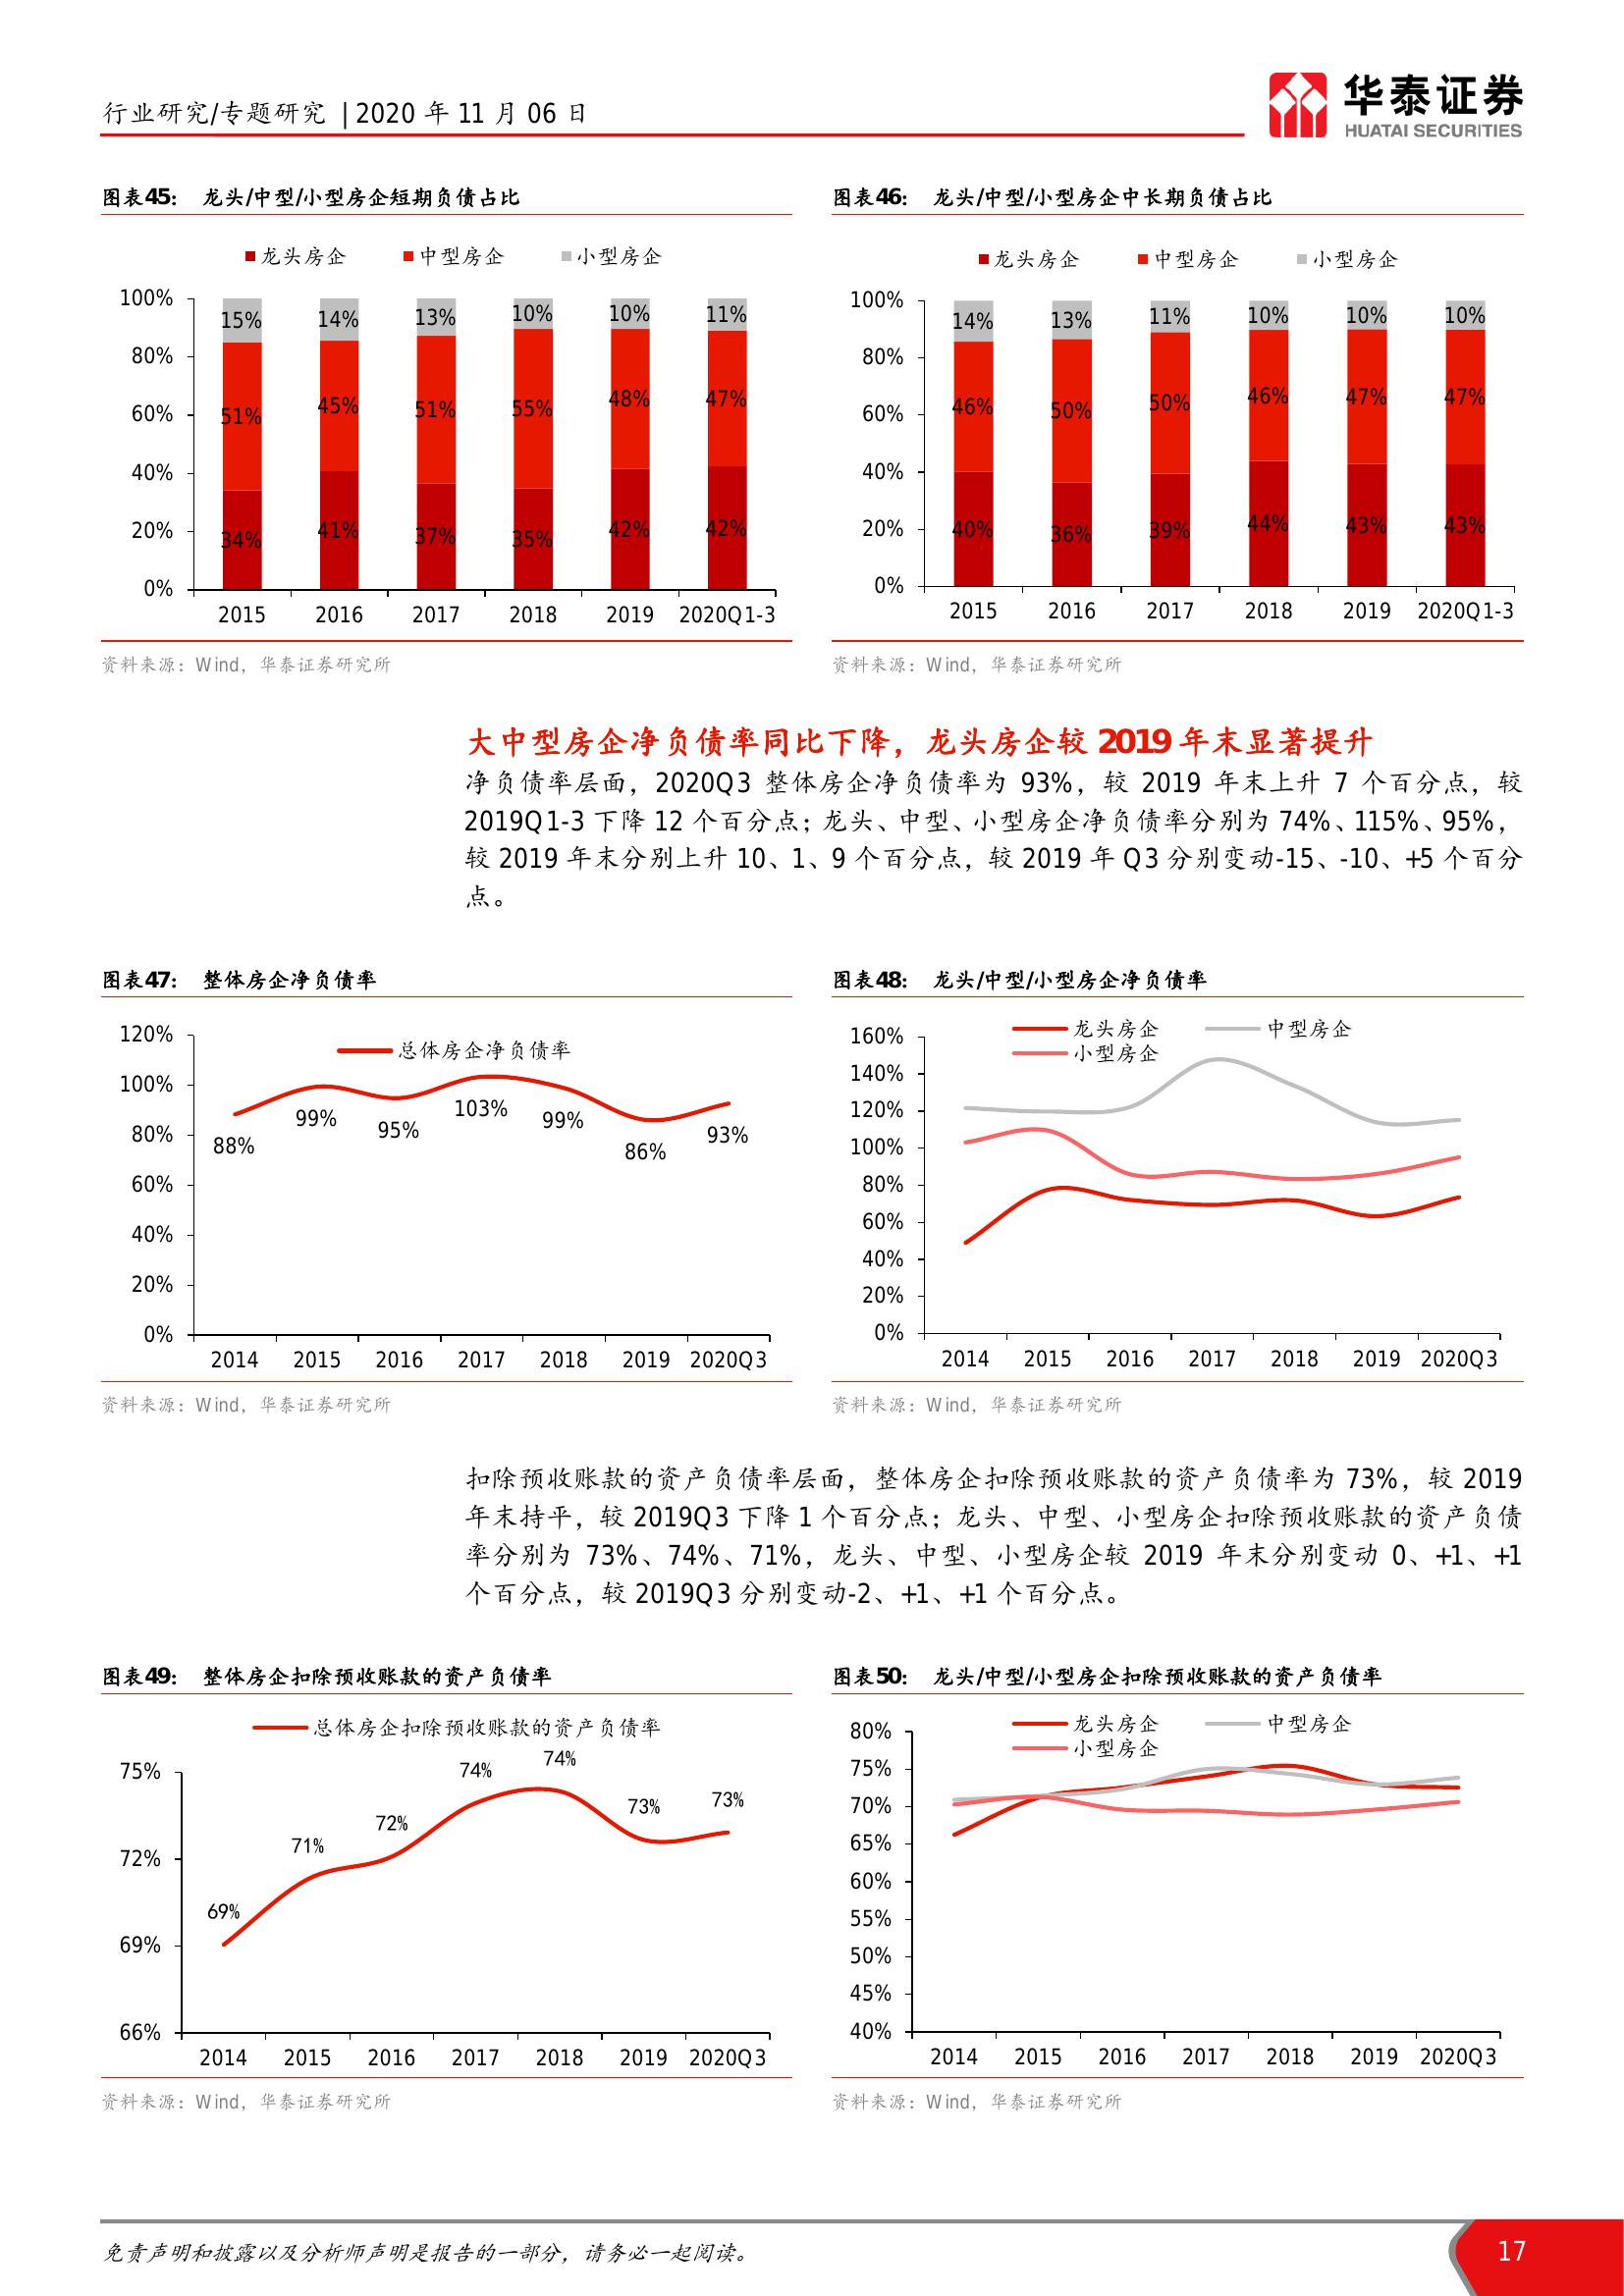 行业研究/专题研究 | 2020 年 11 月 06 日
华泰证券
HUATAI SECURITIES
图表45： 龙头/中型/小型房企短期负债占比
龙头房企 中型房企 小型房企
100%
80%
60%
40%
20%
0%
15% 14% 13% 10% 10% 11%
51% 45% 51% 55% 48% 47%
34% 41% 37% 35% 42% 42%
2015 2016 2017 2018 2019 2020Q1-3
资料来源：Wind，华泰证券研究所
图表46： 龙头/中型/小型房企中长期负债占比
龙头房企 中型房企 小型房企
100%
80%
60%
40%
20%
0%
14% 13% 11% 10% 10% 10%
46% 50% 50% 46% 47% 47%
40% 36% 39% 44% 43% 43%
2015 2016 2017 2018 2019 2020Q1-3
资料来源：Wind，华泰证券研究所
大中型房企净负债率同比下降，龙头房企较 2019 年末显著提升
净负债率层面，2020Q3 整体房企净负债率为 93%，较 2019 年末上升 7 个百分点，较
2019Q1-3 下降 12 个百分点；龙头、中型、小型房企净负债率分别为 74%、115%、95%，
较 2019 年末分别上升 10、1、9 个百分点，较 2019 年 Q3 分别变动-15、-10、+5 个百分
点。
图表47： 整体房企净负债率
总体房企净负债率
120%
100%
80%
60%
40%
20%
0%
88% 99% 95% 103% 99% 86% 93%
2014 2015 2016 2017 2018 2019 2020Q3
资料来源：Wind，华泰证券研究所
图表48： 龙头/中型/小型房企净负债率
龙头房企 中型房企
小型房企
160%
140%
120%
100%
80%
60%
40%
20%
0%
2014 2015 2016 2017 2018 2019 2020Q3
资料来源：Wind，华泰证券研究所
扣除预收账款的资产负债率层面，整体房企扣除预收账款的资产负债率为 73%，较 2019
年末持平，较 2019Q3 下降 1 个百分点；龙头、中型、小型房企扣除预收账款的资产负债
率分别为 73%、74%、71%，龙头、中型、小型房企较 2019 年末分别变动 0、+1、+1
个百分点，较 2019Q3 分别变动-2、+1、+1 个百分点。
图表49： 整体房企扣除预收账款的资产负债率
总体房企扣除预收账款的资产负债率
75%
72%
69%
66%
69% 71% 72% 74% 74% 73% 73%
2014 2015 2016 2017 2018 2019 2020Q3
资料来源：Wind，华泰证券研究所
图表50： 龙头/中型/小型房企扣除预收账款的资产负债率
龙头房企 中型房企
小型房企
80%
75%
70%
65%
60%
55%
50%
45%
40%
2014 2015 2016 2017 2018 2019 2020Q3
资料来源：Wind，华泰证券研究所
免责声明和披露以及分析师声明是报告的一部分，请务必一起阅读。
17